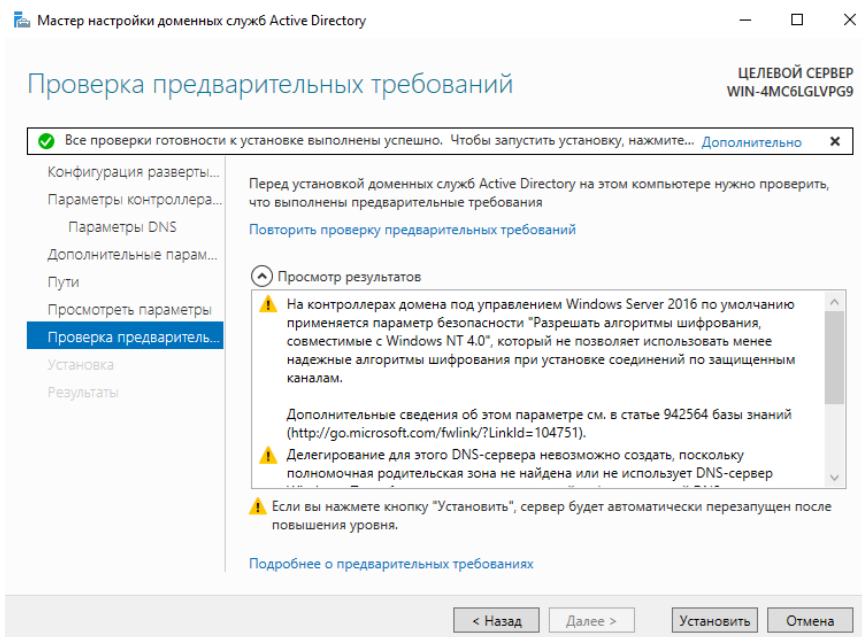 Мастер настройки доменных служб Active Directory
Проверка предварительных требований
ЦЕЛЕВОЙ СЕРВЕР
WIN-4MC6LGLVPG9
Все проверки готовности к установке выполнены успешно. Чтобы запустить установку, нажмите... Дополнительно
Конфигурация разверты...
Параметры контроллера...
Параметры DNS
Дополнительные парам...
Пути
Просмотреть параметры
Проверка предваритель...
Установка
Результаты
Перед установкой доменных служб Active Directory на этом компьютере нужно проверить,
что выполнены предварительные требования
Повторить проверку предварительных требований
Просмотр результатов
На контроллерах домена под управлением Windows Server 2016 по умолчанию
применяется параметр безопасности "Разрешать алгоритмы шифрования,
совместимые с Windows NT 4.0", который не позволяет использовать менее
надежные алгоритмы шифрования при установке соединений по защищенным
каналам.
Дополнительные сведения об этом параметре см. в статье 942564 базы знаний
(http://go.microsoft.com/fwlink/?LinkId=104751).
Делегирование для этого DNS-сервера невозможно создать, поскольку
полномочная родительская зона не найдена или не использует DNS-сервер
Если вы нажмете кнопку "Установить", сервер будет автоматически перезапущен после
повышения уровня.
Подробнее о предварительных требованиях
< Назад
Далее >
Установить
Отмена